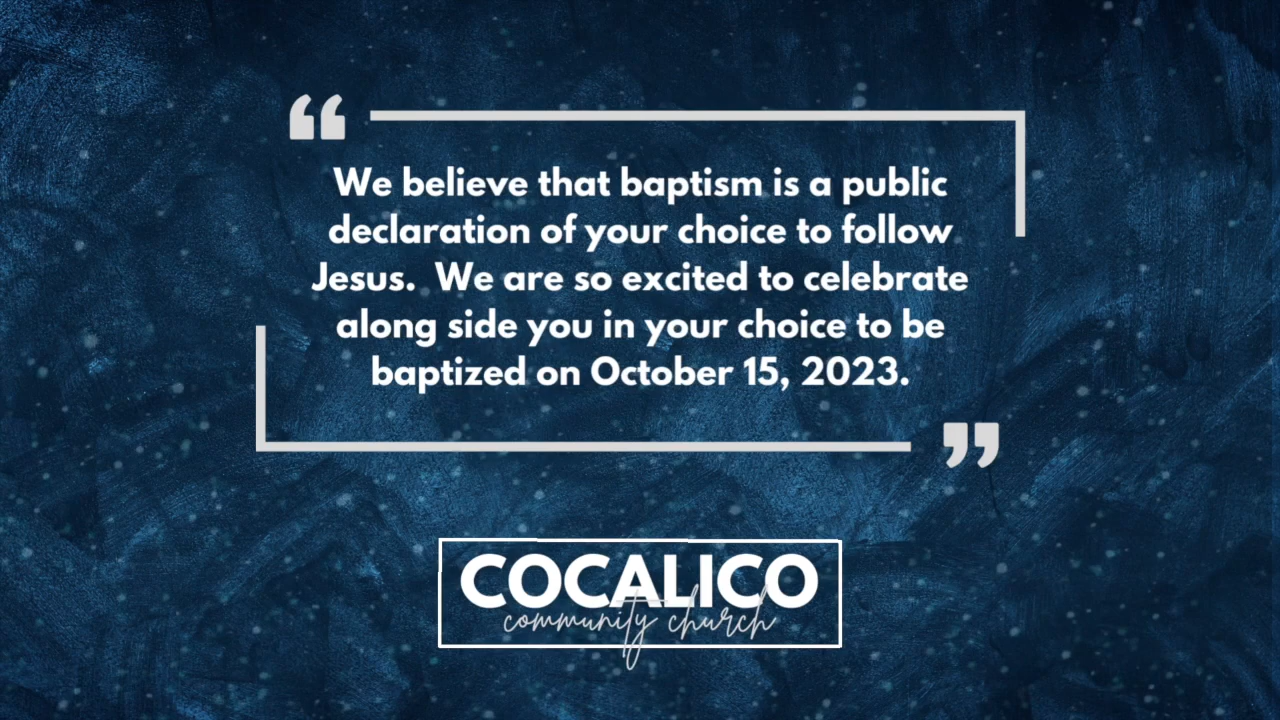 “
We believe that baptism is a public
declaration of your choice to follow
Jesus.  We are so excited to celebrate
along side you in your choice to be
baptized on October 15, 2023.
”
COCALICO
community church